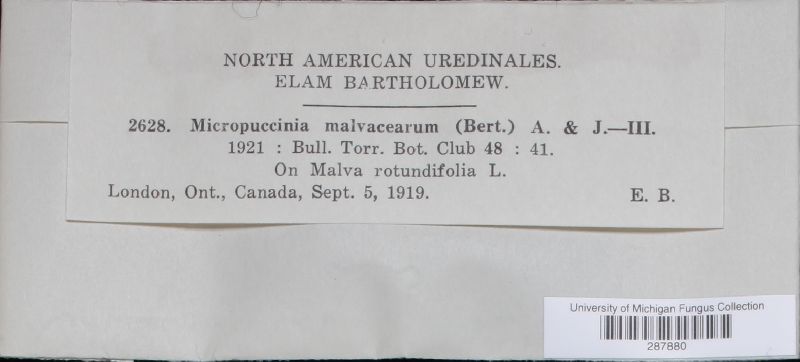 NORTH AMERICAN UREDINALES.
ELAM BARTHOLOMEW.
2628. Micropuccinia malvacearum (Bert.) A. & J.—III.
1921 : Bull. Torr. Bot. Club 48 : 41.
On Malva rotundifolia L.
London, Ont., Canada, Sept. 5, 1919. E. B.
University of Michigan Fungus Collection
287880